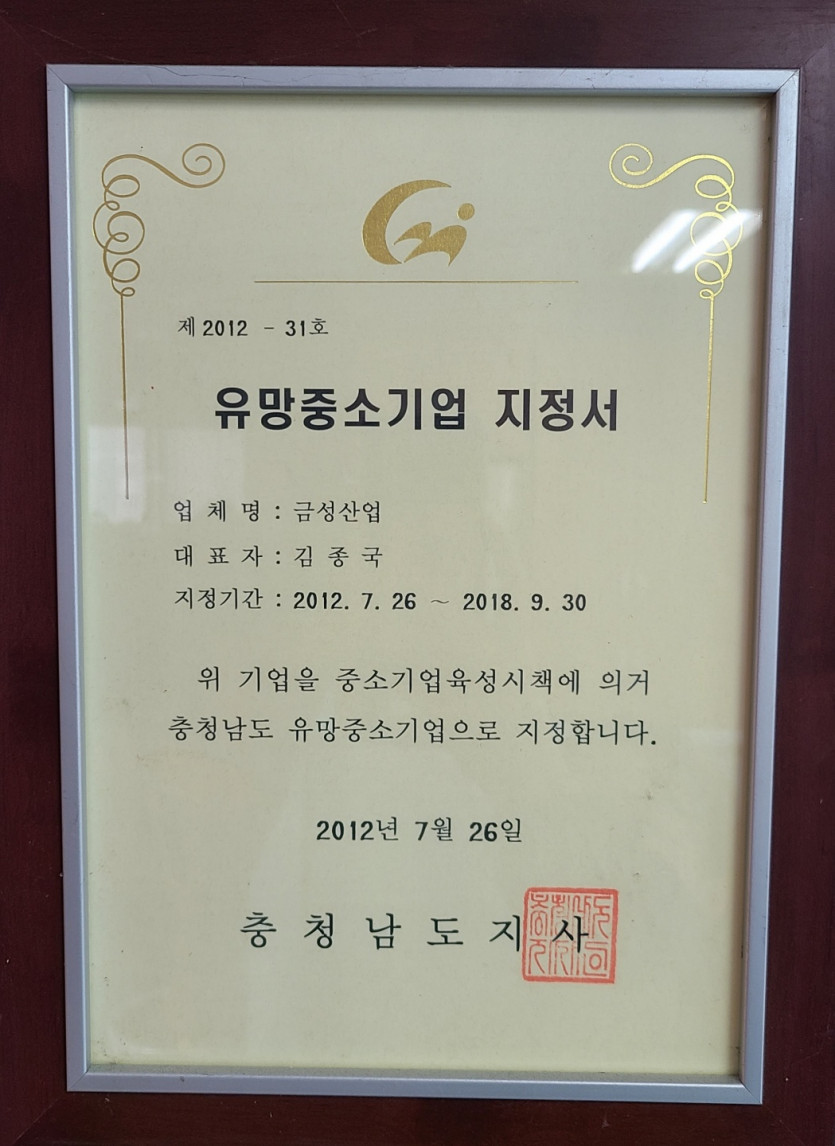 제 2012 - 31호
유망중소기업 지정서
업 체 명 : 금성산업
대 표 자 : 김 종 국
지정기간 : 2012. 7. 26 ~ 2018. 9. 30
위 기업을 중소기업육성시책에 의거
충청남도 유망중소기업으로 지정합니다.
2012년 7월 26일
충 청 남 도 지 사